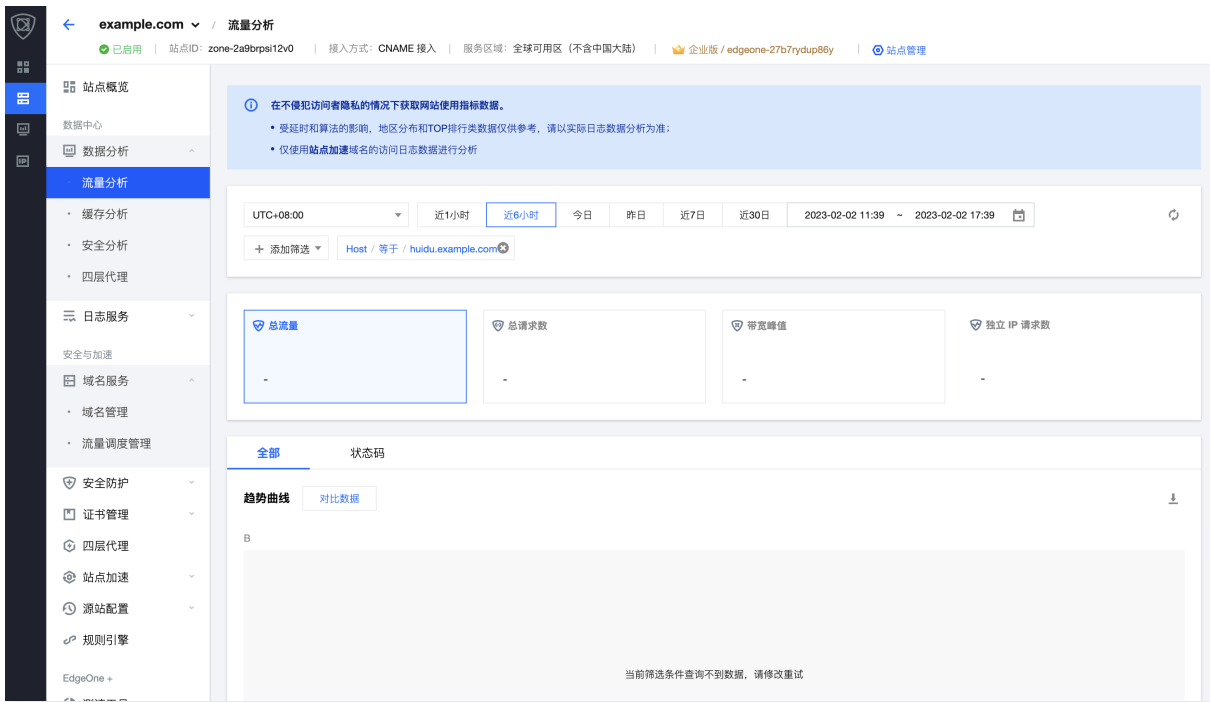 example.com / 流量分析
已启用 | 站点ID: zone-2a9brpsi12v0 | 接入方式: CNAME 接入 | 服务区域: 全球可用区（不含中国大陆） | 企业版 / edgeone-27b7rydup86y | 站点管理
站点概览
数据中心
数据分析
流量分析
缓存分析
安全分析
四层代理
日志服务
安全与加速
域名服务
域名管理
流量调度管理
安全防护
证书管理
四层代理
站点加速
源站配置
规则引擎
EdgeOne +
在不侵犯访问者隐私的情况下获取网站使用指标数据。
• 受延时和算法的影响，地区分布和TOP排行类数据仅供参考，请以实际日志数据分析为准；
• 仅使用站点加速域名的访问日志数据进行分析
UTC+08:00 近1小时 近6小时 今日 昨日 近7日 近30日 2023-02-02 11:39 ~ 2023-02-02 17:39
+ 添加筛选 Host / 等于 / huidu.example.com
总流量 总请求数 带宽峰值 独立 IP 请求数
- - - -
全部 状态码
趋势曲线 对比数据
B
当前筛选条件查询不到数据，请修改重试